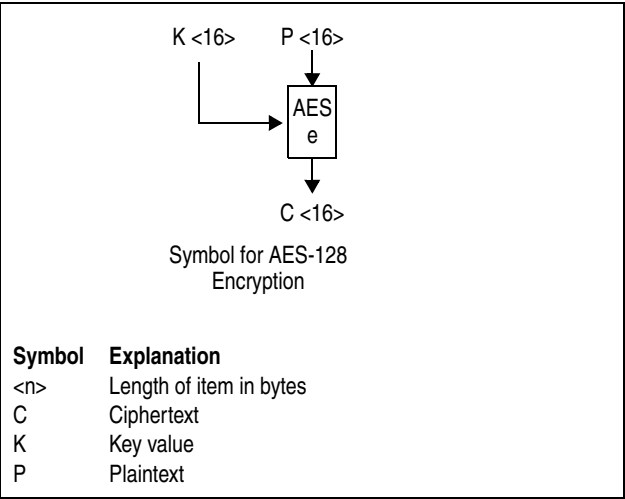 K <16> P <16>
AES
e
C <16>
Symbol for AES-128
Encryption
Symbol Explanation
<n> Length of item in bytes
C Ciphertext
K Key value
P Plaintext